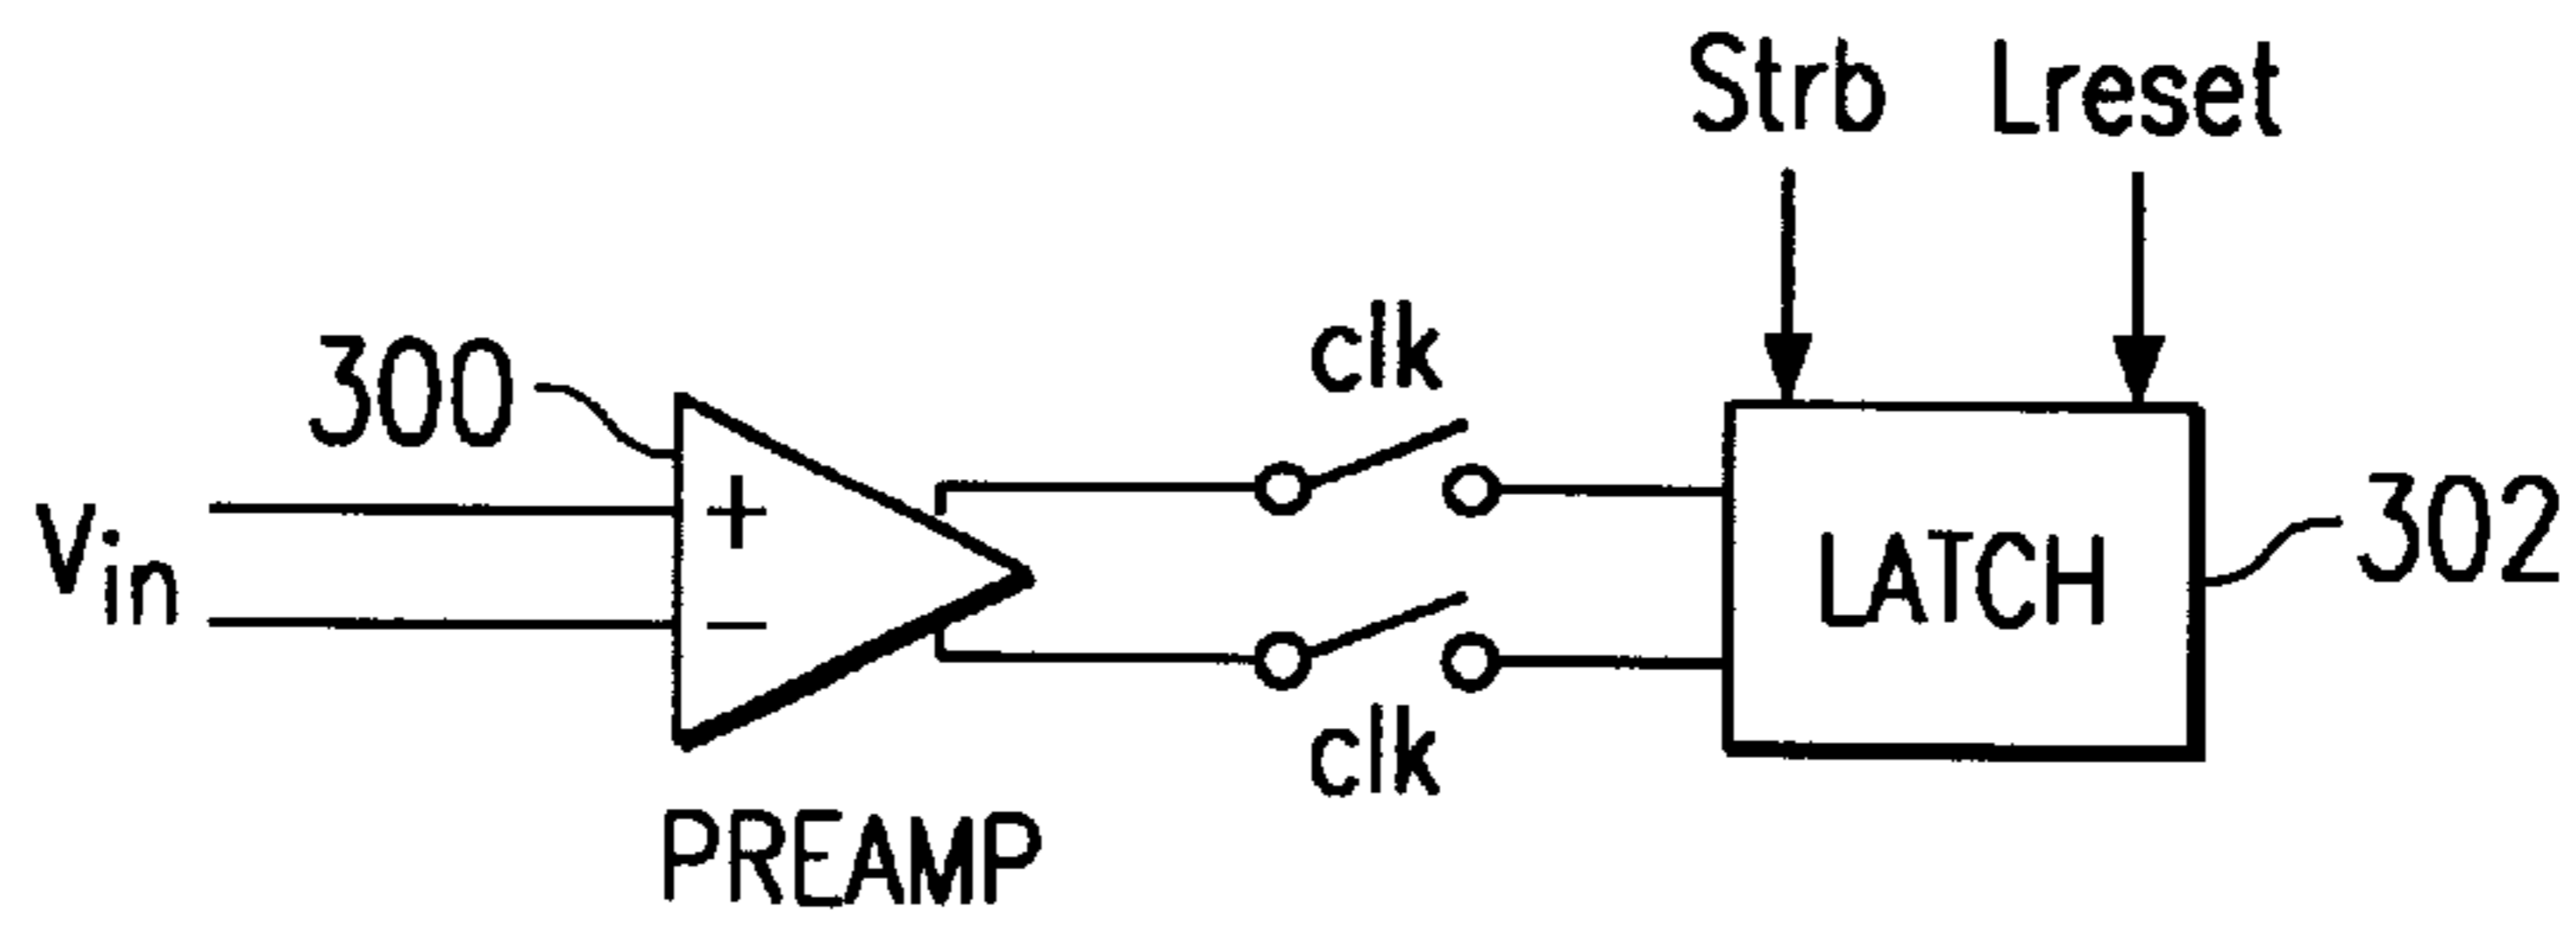 Strb Lreset
clk
300
+
Vin
−
LATCH
302
clk
PREAMP